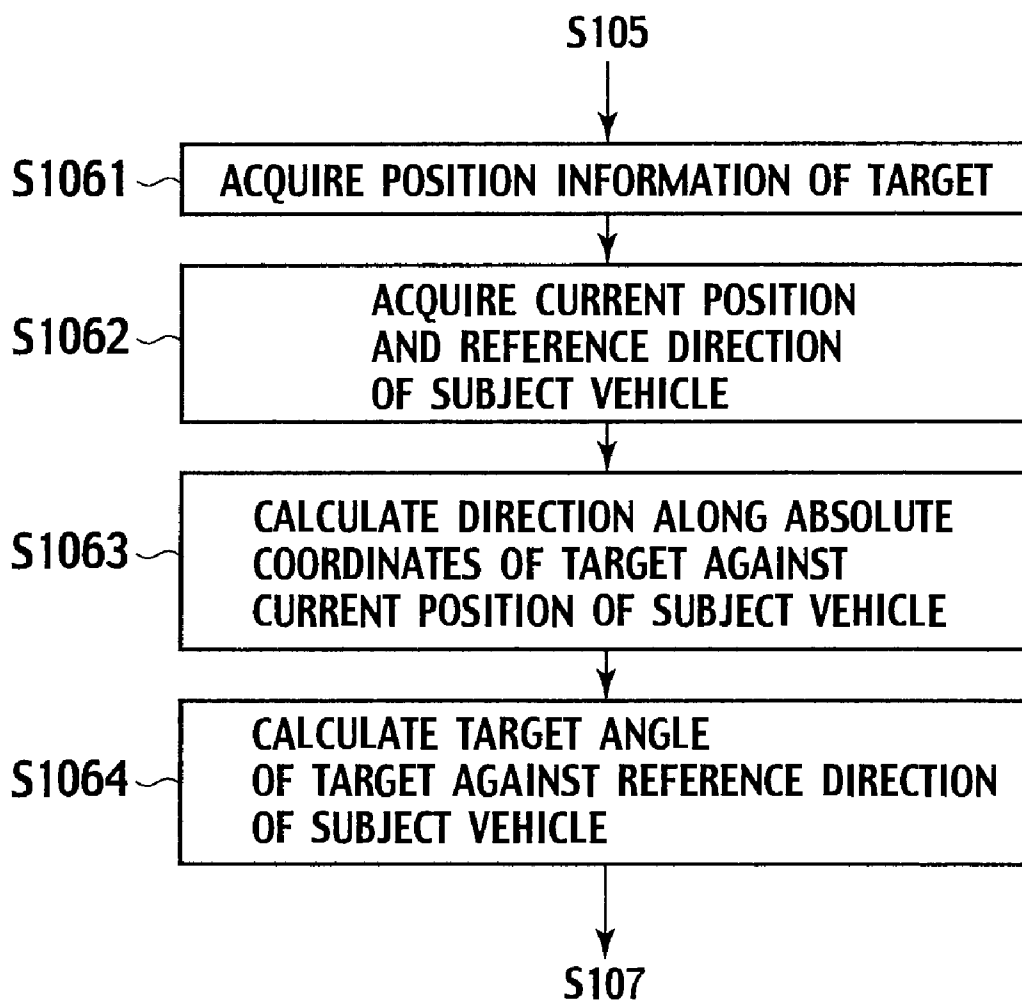 S105
S1061
ACQUIRE POSITION INFORMATION OF TARGET
S1062
ACQUIRE CURRENT POSITION
AND REFERENCE DIRECTION
OF SUBJECT VEHICLE
S1063
CALCULATE DIRECTION ALONG ABSOLUTE
COORDINATES OF TARGET AGAINST
CURRENT POSITION OF SUBJECT VEHICLE
S1064
CALCULATE TARGET ANGLE
OF TARGET AGAINST REFERENCE DIRECTION
OF SUBJECT VEHICLE
S107